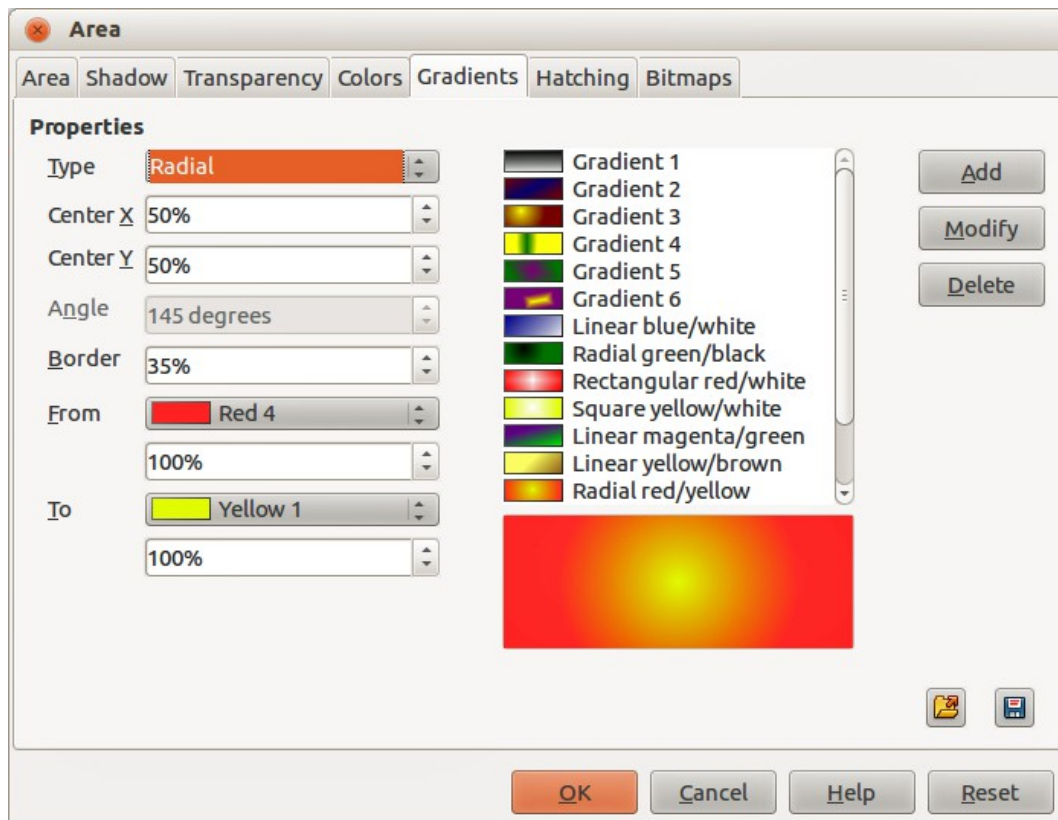 Area
Area Shadow Transparency Colors Gradients Hatching Bitmaps
Properties
Type Radial
Center X 50%
Center Y 50%
Angle 145 degrees
Border 35%
From Red 4
100%
To Yellow 1
100%
Gradient 1
Gradient 2
Gradient 3
Gradient 4
Gradient 5
Gradient 6
Linear blue/white
Radial green/black
Rectangular red/white
Square yellow/white
Linear magenta/green
Linear yellow/brown
Radial red/yellow
Add
Modify
Delete
OK Cancel Help Reset